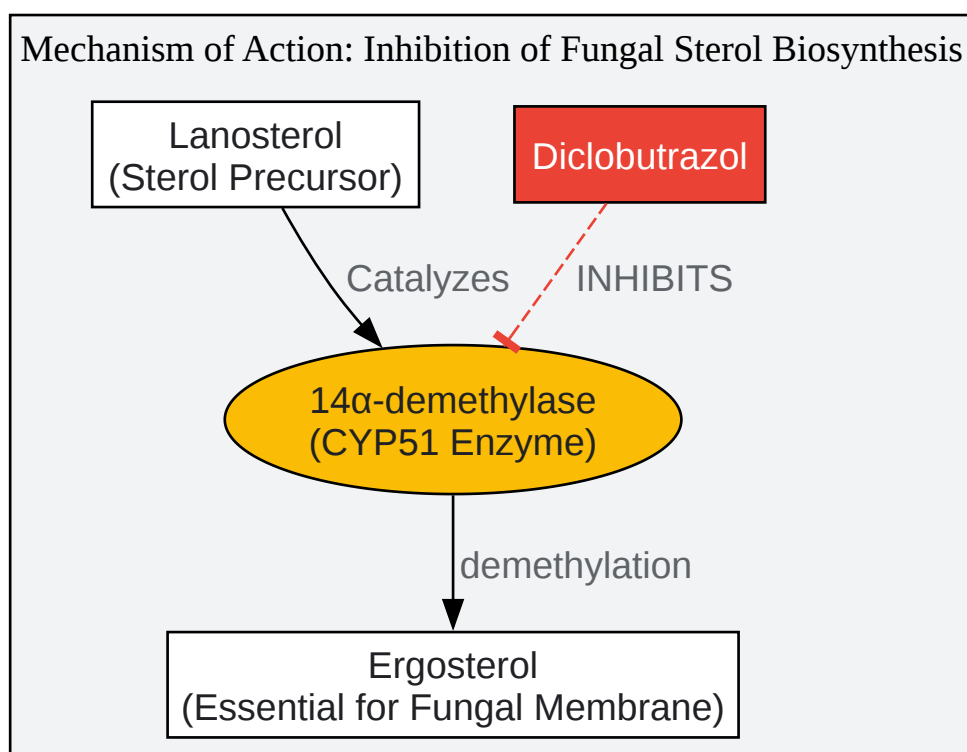 Mechanism of Action: Inhibition of Fungal Sterol Biosynthesis
Lanosterol
(Sterol Precursor)
Diclobutrazol
Catalyzes
INHIBITS
14α-demethylase
(CYP51 Enzyme)
demethylation
Ergosterol
(Essential for Fungal Membrane)